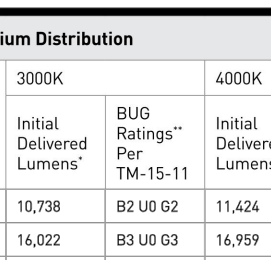 ium Distribution
3000K 4000K
Initial Delivered Lumens* BUG Ratings** Per TM-15-11 Initial
10,738 B2 U0 G2 11,424
16,022 B3 U0 G3 16,959